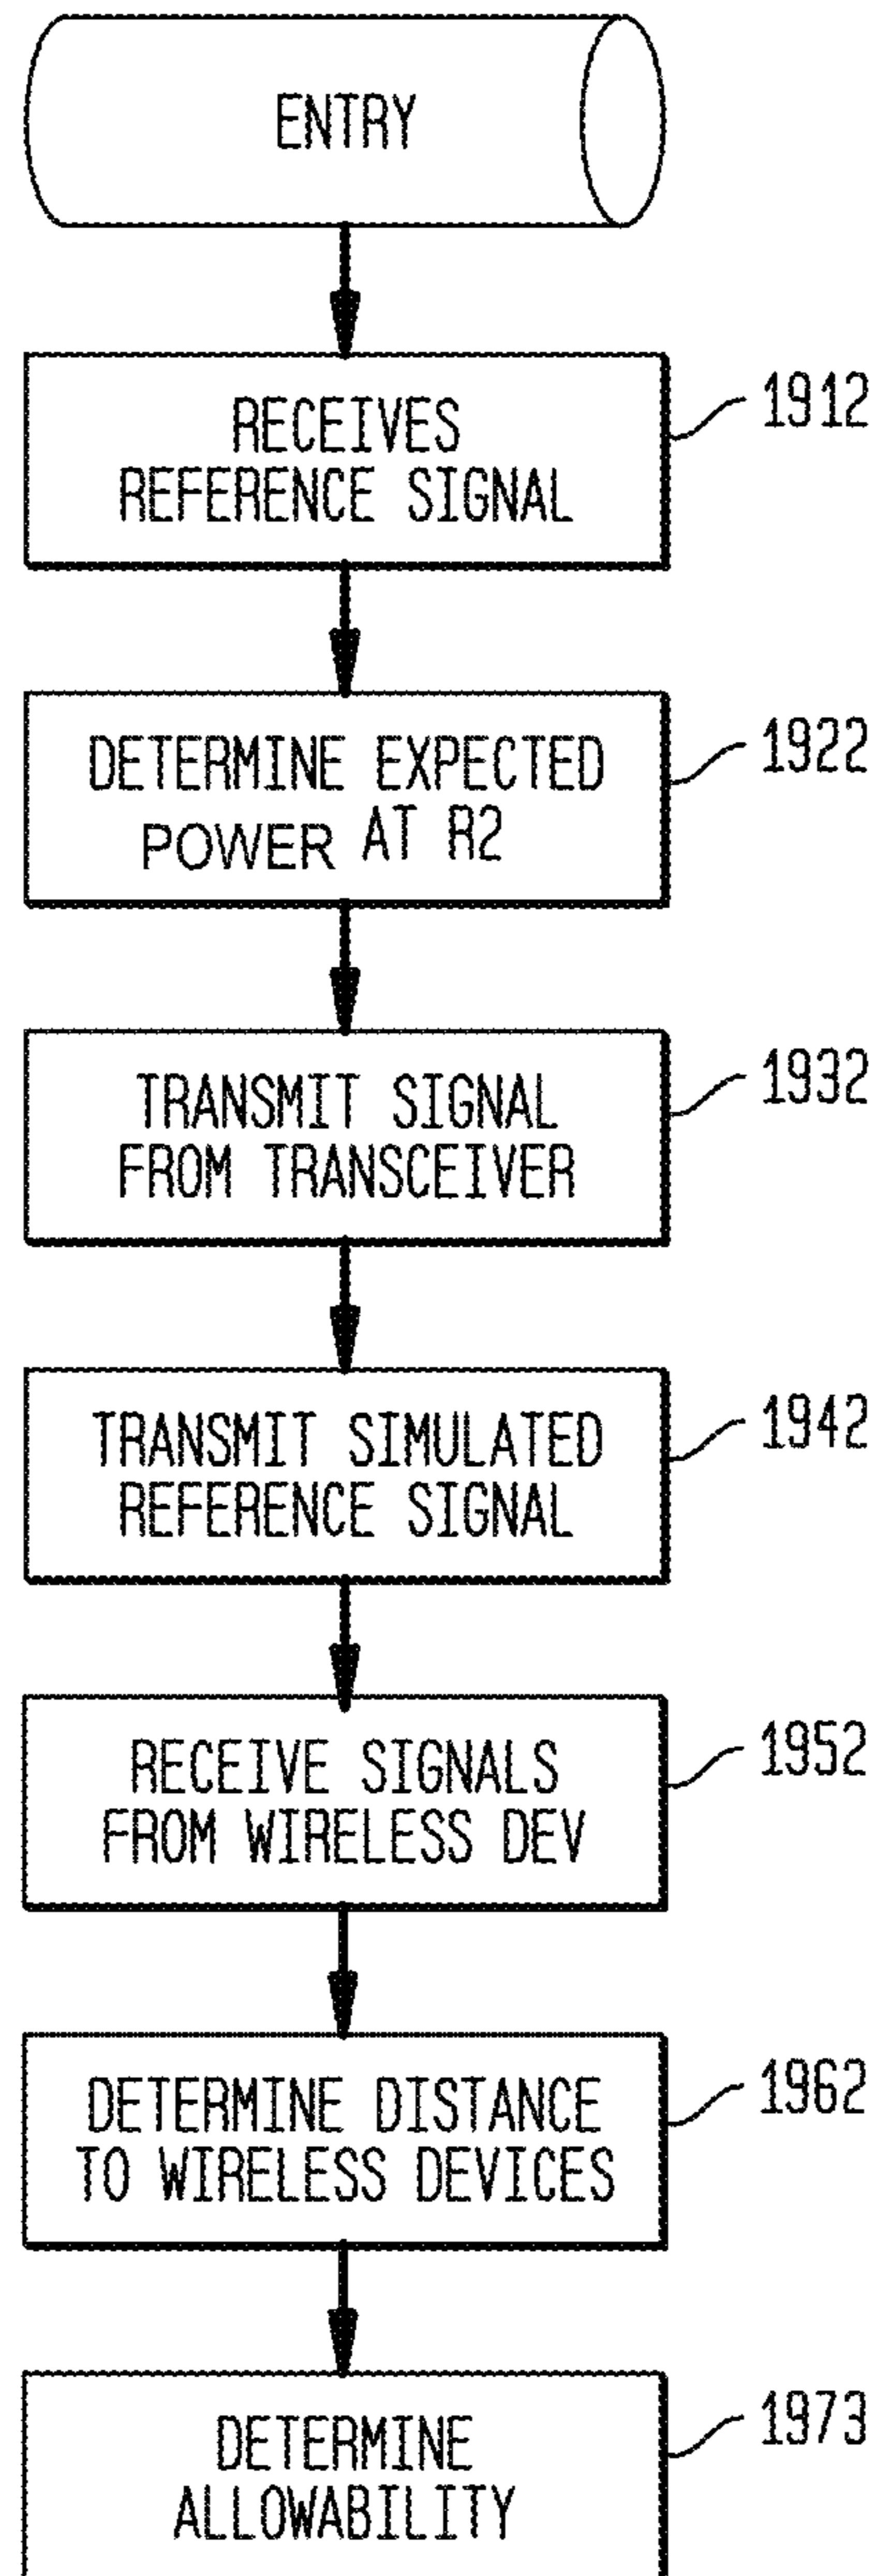 ENTRY
RECEIVES
REFERENCE SIGNAL
1912
DETERMINE EXPECTED
POWER AT R2
1922
TRANSMIT SIGNAL
FROM TRANSCEIVER
1932
TRANSMIT SIMULATED
REFERENCE SIGNAL
1942
RECEIVE SIGNALS
FROM WIRELESS DEV
1952
DETERMINE DISTANCE
TO WIRELESS DEVICES
1962
DETERMINE
ALLOWABILITY
1973